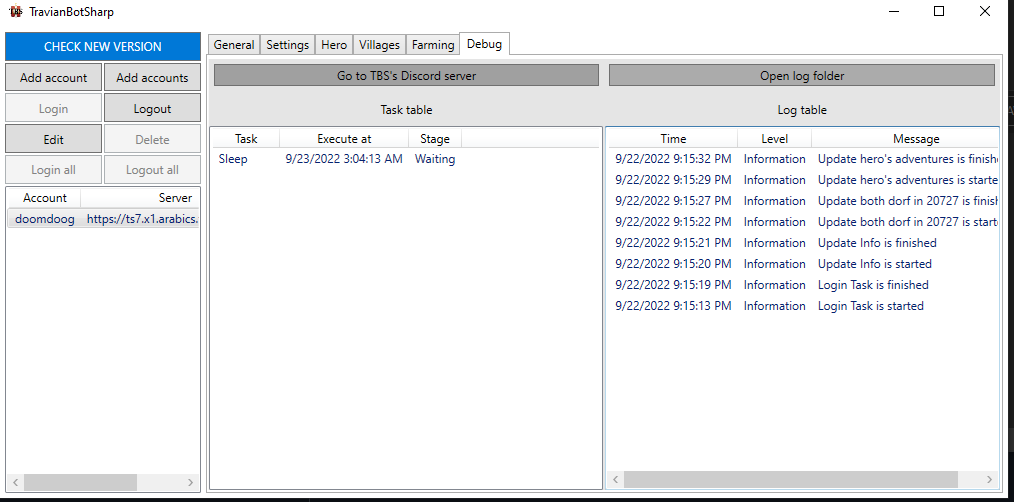 TravianBotSharp
CHECK NEW VERSION
Add account Add accounts
Login Logout
Edit Delete
Login all Logout all
Account Server
doomdoog https://ts7.x1.arabics.
General Settings Hero Villages Farming Debug
Go to TBS's Discord server Open log folder
Task table Log table
Task Execute at Stage
Sleep 9/23/2022 3:04:13 AM Waiting
Time Level Message
9/22/2022 9:15:32 PM Information Update hero's adventures is finish
9/22/2022 9:15:29 PM Information Update hero's adventures is starte
9/22/2022 9:15:27 PM Information Update both dorf in 20727 is finish
9/22/2022 9:15:22 PM Information Update both dorf in 20727 is start
9/22/2022 9:15:21 PM Information Update Info is finished
9/22/2022 9:15:20 PM Information Update Info is started
9/22/2022 9:15:19 PM Information Login Task is finished
9/22/2022 9:15:13 PM Information Login Task is started